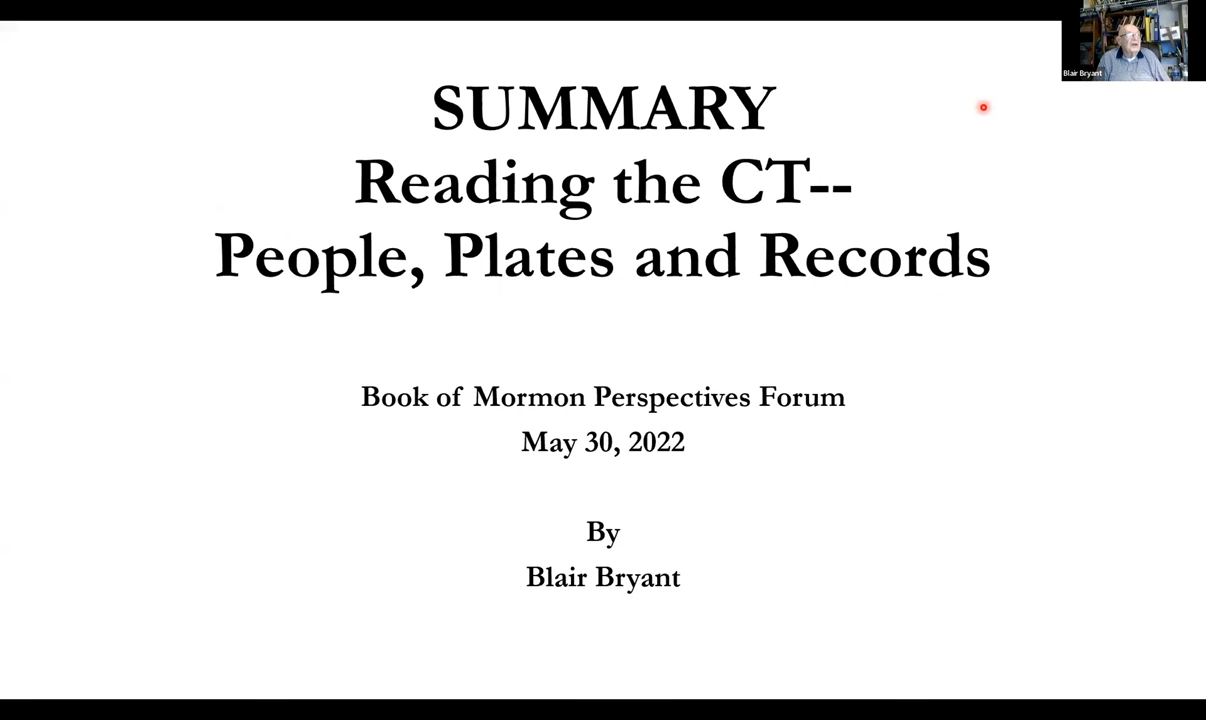 SUMMARY
Reading the CT--
People, Plates and Records
Book of Mormon Perspectives Forum
May 30, 2022
By
Blair Bryant
Blair Bryant